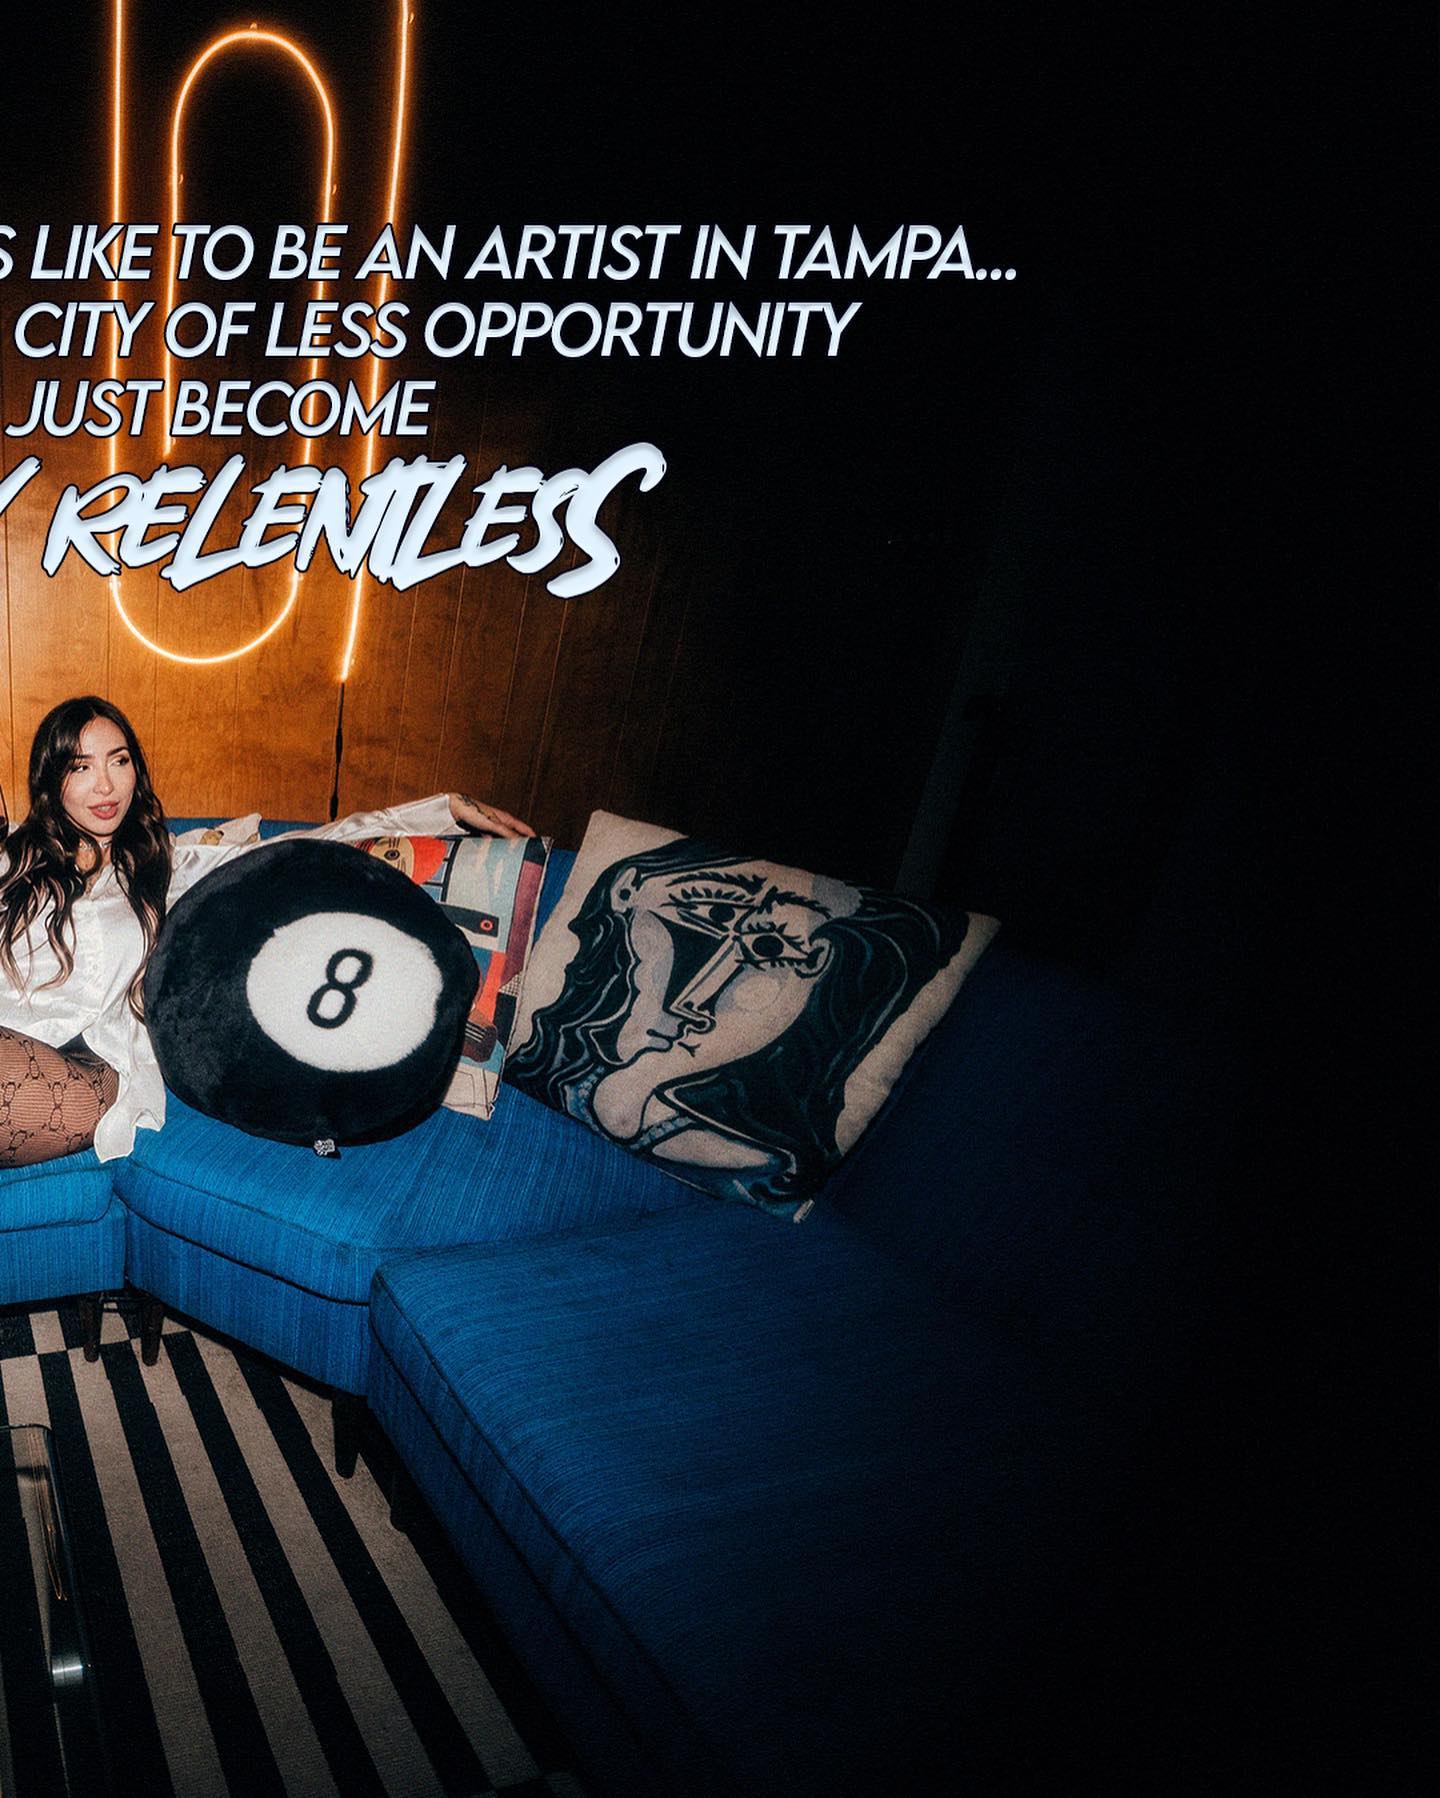 LIKE TO BE AN ARTIST IN TAMPA...
CITY OF LESS OPPORTUNITY
JUST BECOME
RELENTLESS
8